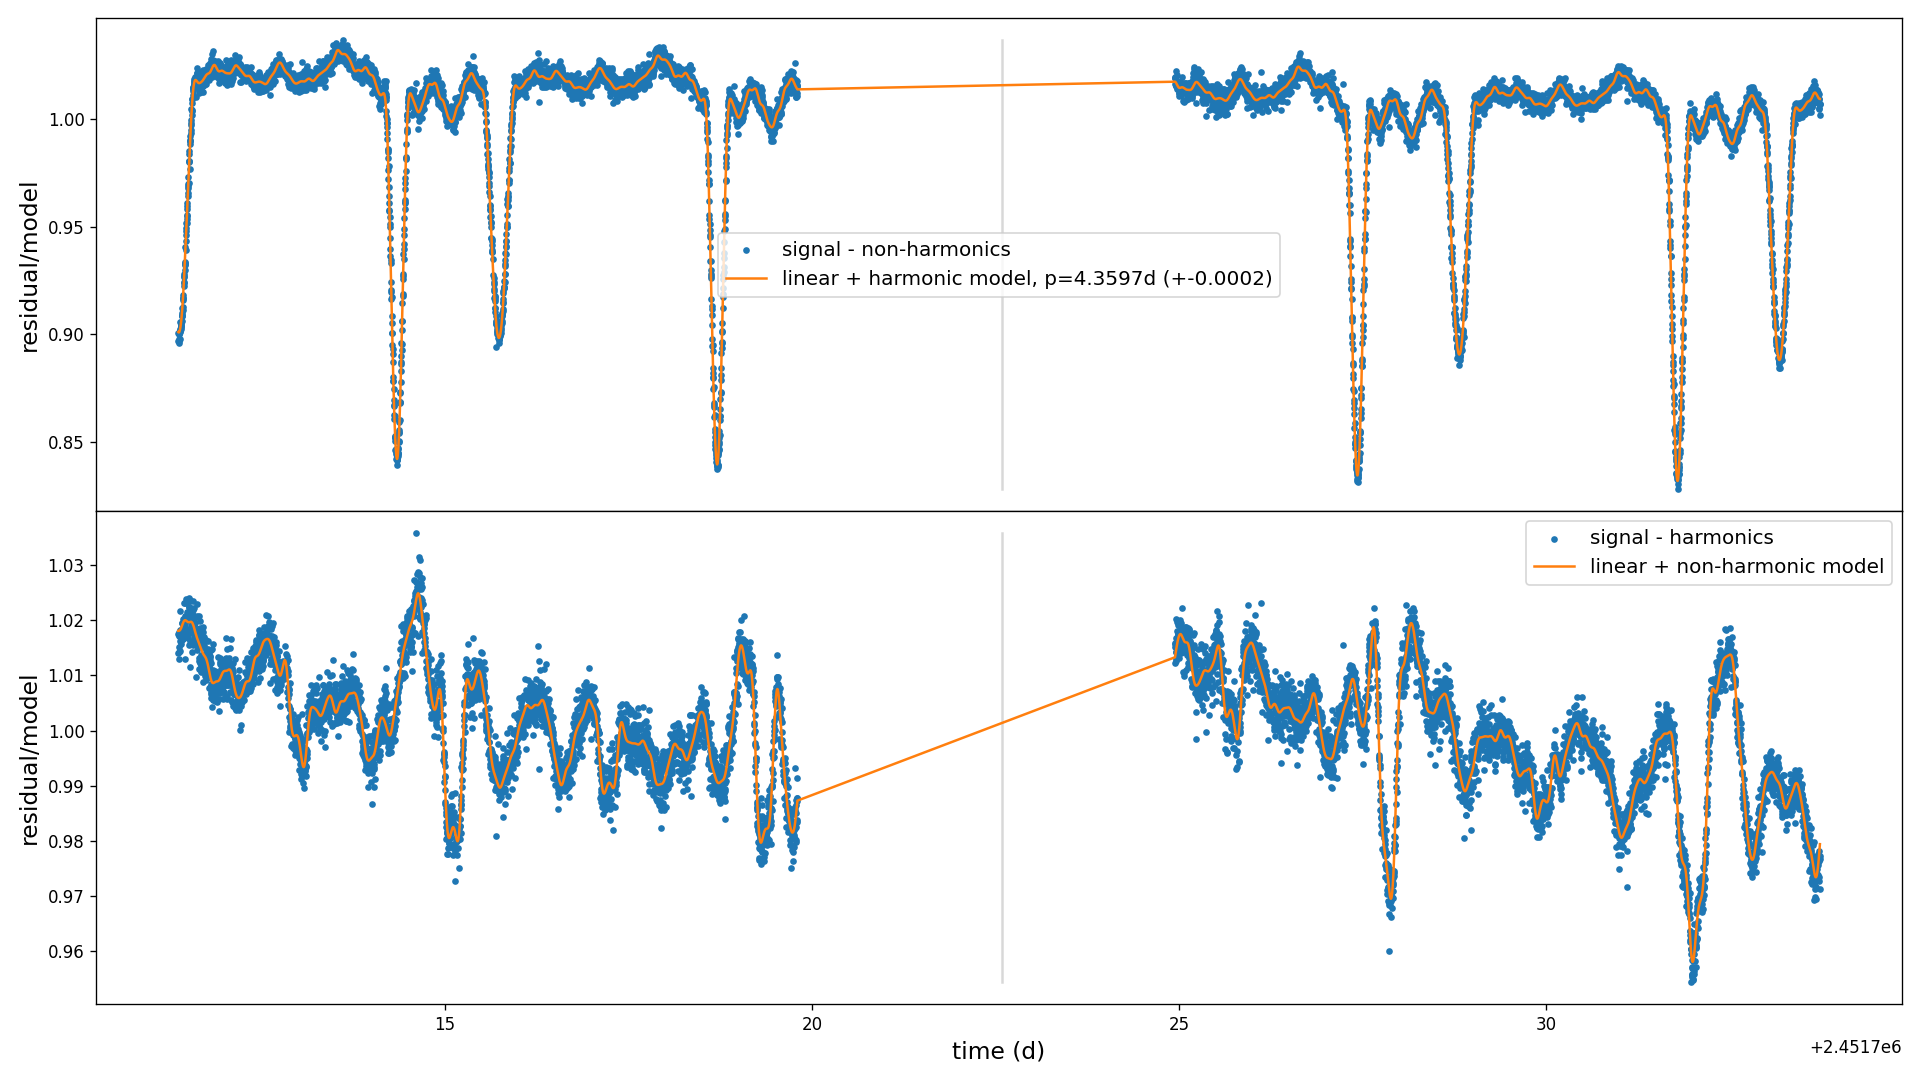 residual/model
1.00
0.95
0.90
0.85
signal - non-harmonics
linear + harmonic model, p=4.3597d (+-0.0002)
residual/model
1.03
1.02
1.01
1.00
0.99
0.98
0.97
0.96
signal - harmonics
linear + non-harmonic model
15 20 25 30
time (d)
+2.4517e6